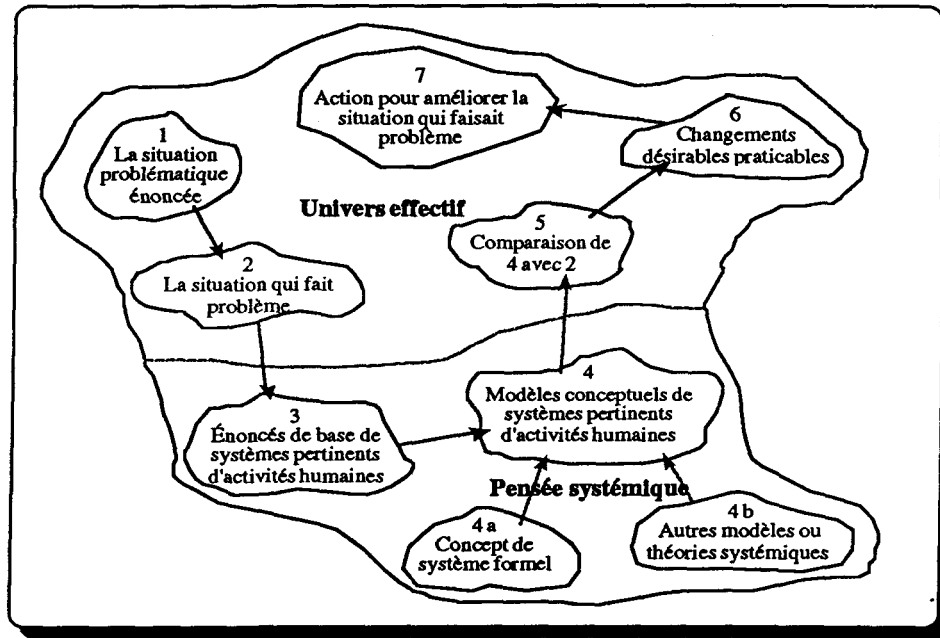 7
Action pour améliorer la
situation qui faisait
problème
6
Changements
désirables praticables
1
La situation
problématique
énoncée
Univers effectif
5
Comparaison de
4 avec 2
2
La situation qui fait
problème
4
Modèles conceptuels de
systèmes pertinents
d'activités humaines
3
Énoncés de base de
systèmes pertinents
d'activités humaines
Pensée systémique
4 a
Concept de
système formel
4 b
Autres modèles ou
théories systémiques